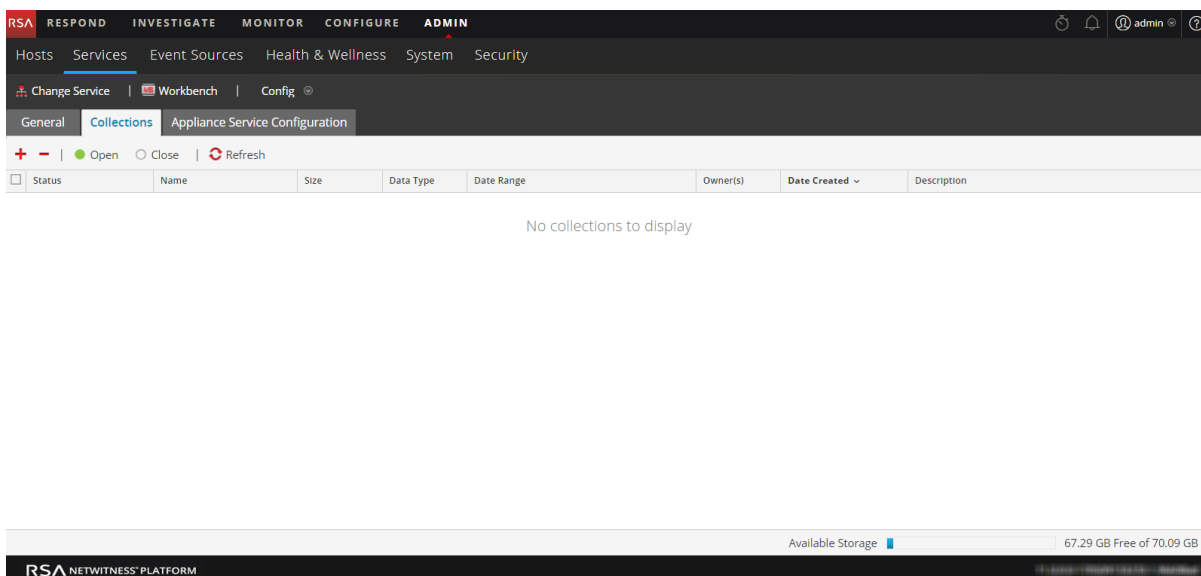 RSA RESPOND INVESTIGATE MONITOR CONFIGURE ADMIN admin
Hosts Services Event Sources Health & Wellness System Security
Change Service | WB Workbench | Config
General Collections Appliance Service Configuration
+ − | Open Close | Refresh
Status Name Size Data Type Date Range Owner(s) Date Created Description
No collections to display
Available Storage 67.29 GB Free of 70.09 GB
RSA NETWITNESS® PLATFORM